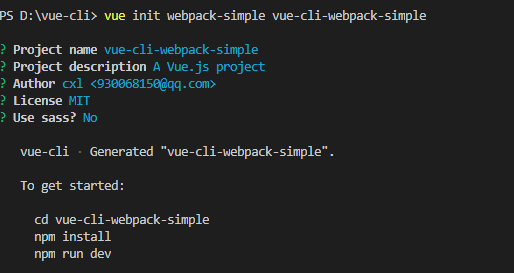 PS D:\vue-cli> vue init webpack-simple vue-cli-webpack-simple
? Project name vue-cli-webpack-simple
? Project description A Vue.js project
? Author cxl <930068150@qq.com>
? License MIT
? Use sass? No
vue-cli · Generated "vue-cli-webpack-simple".
To get started:
cd vue-cli-webpack-simple
npm install
npm run dev